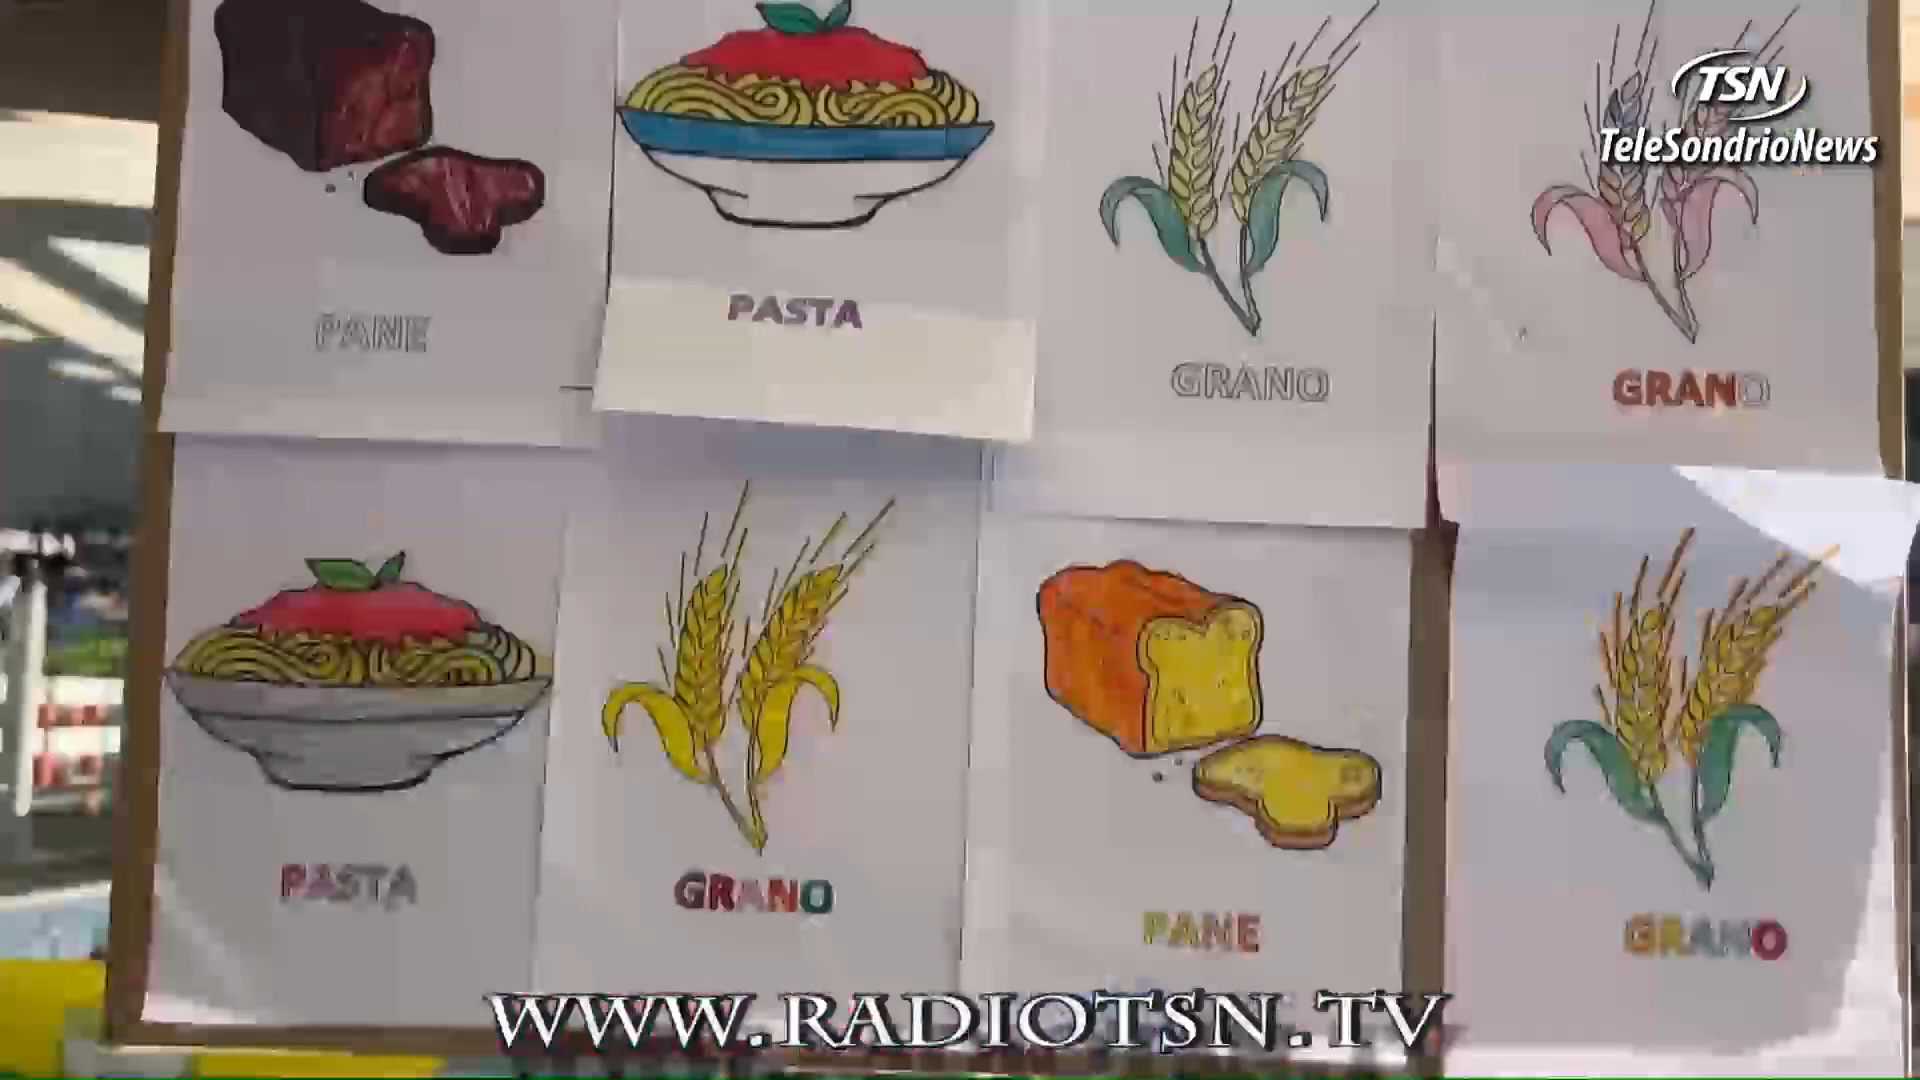 TSN
TeleSondrioNews
PANE
PASTA
GRANO
GRANO
PASTA
GRANO
PANE
GRANO
WWW.RADIOTSN.TV